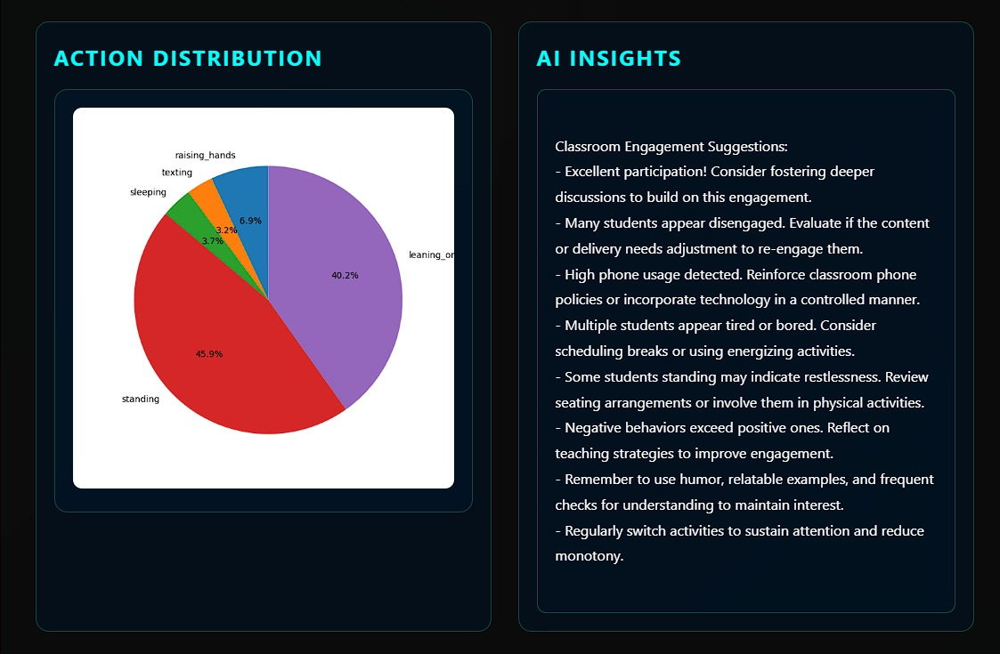 ACTION DISTRIBUTION
raising_hands
texting
sleeping
6.9%
3.2%
3.7%
leaning_or
40.2%
45.9%
standing
AI INSIGHTS
Classroom Engagement Suggestions:
- Excellent participation! Consider fostering deeper
discussions to build on this engagement.
- Many students appear disengaged. Evaluate if the content
or delivery needs adjustment to re-engage them.
- High phone usage detected. Reinforce classroom phone
policies or incorporate technology in a controlled manner.
- Multiple students appear tired or bored. Consider
scheduling breaks or using energizing activities.
- Some students standing may indicate restlessness. Review
seating arrangements or involve them in physical activities.
- Negative behaviors exceed positive ones. Reflect on
teaching strategies to improve engagement.
- Remember to use humor, relatable examples, and frequent
checks for understanding to maintain interest.
- Regularly switch activities to sustain attention and reduce
monotony.